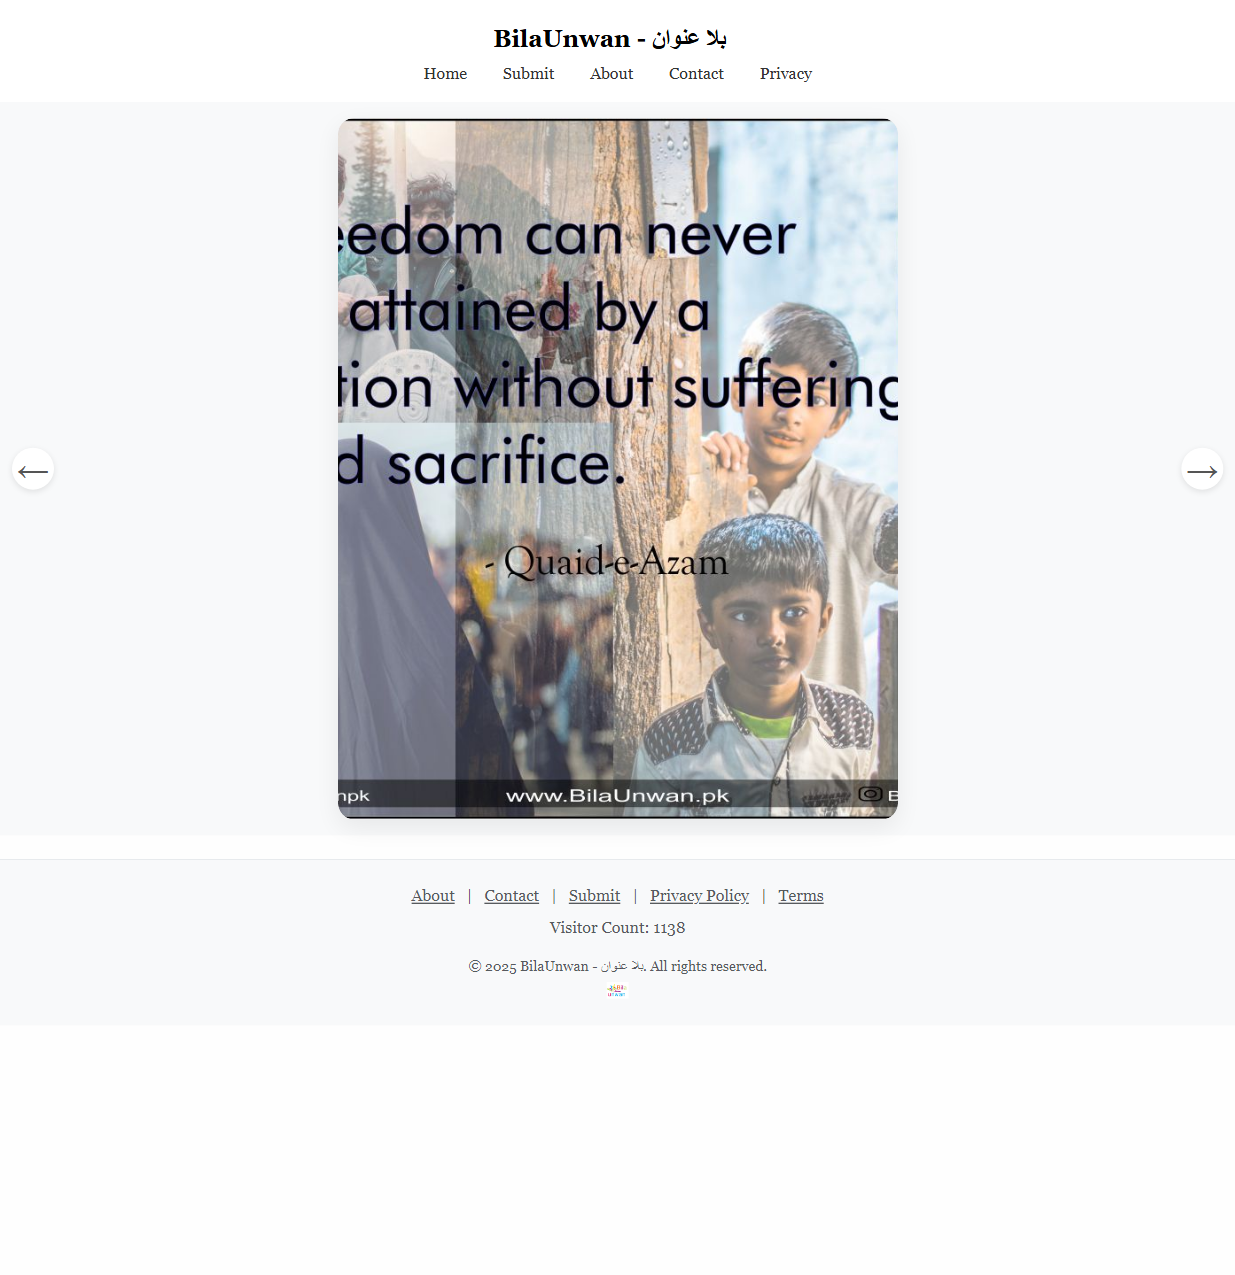 BilaUnwan - بلا عنوان
Home Submit About Contact Privacy
eedom can never
attained by a
tion without suffering
d sacrifice.
- Quaid-e-Azam
npk www.BilaUnwan.pk B
About | Contact | Submit | Privacy Policy | Terms
Visitor Count: 1138
© 2025 BilaUnwan - بلا عنوان. All rights reserved.